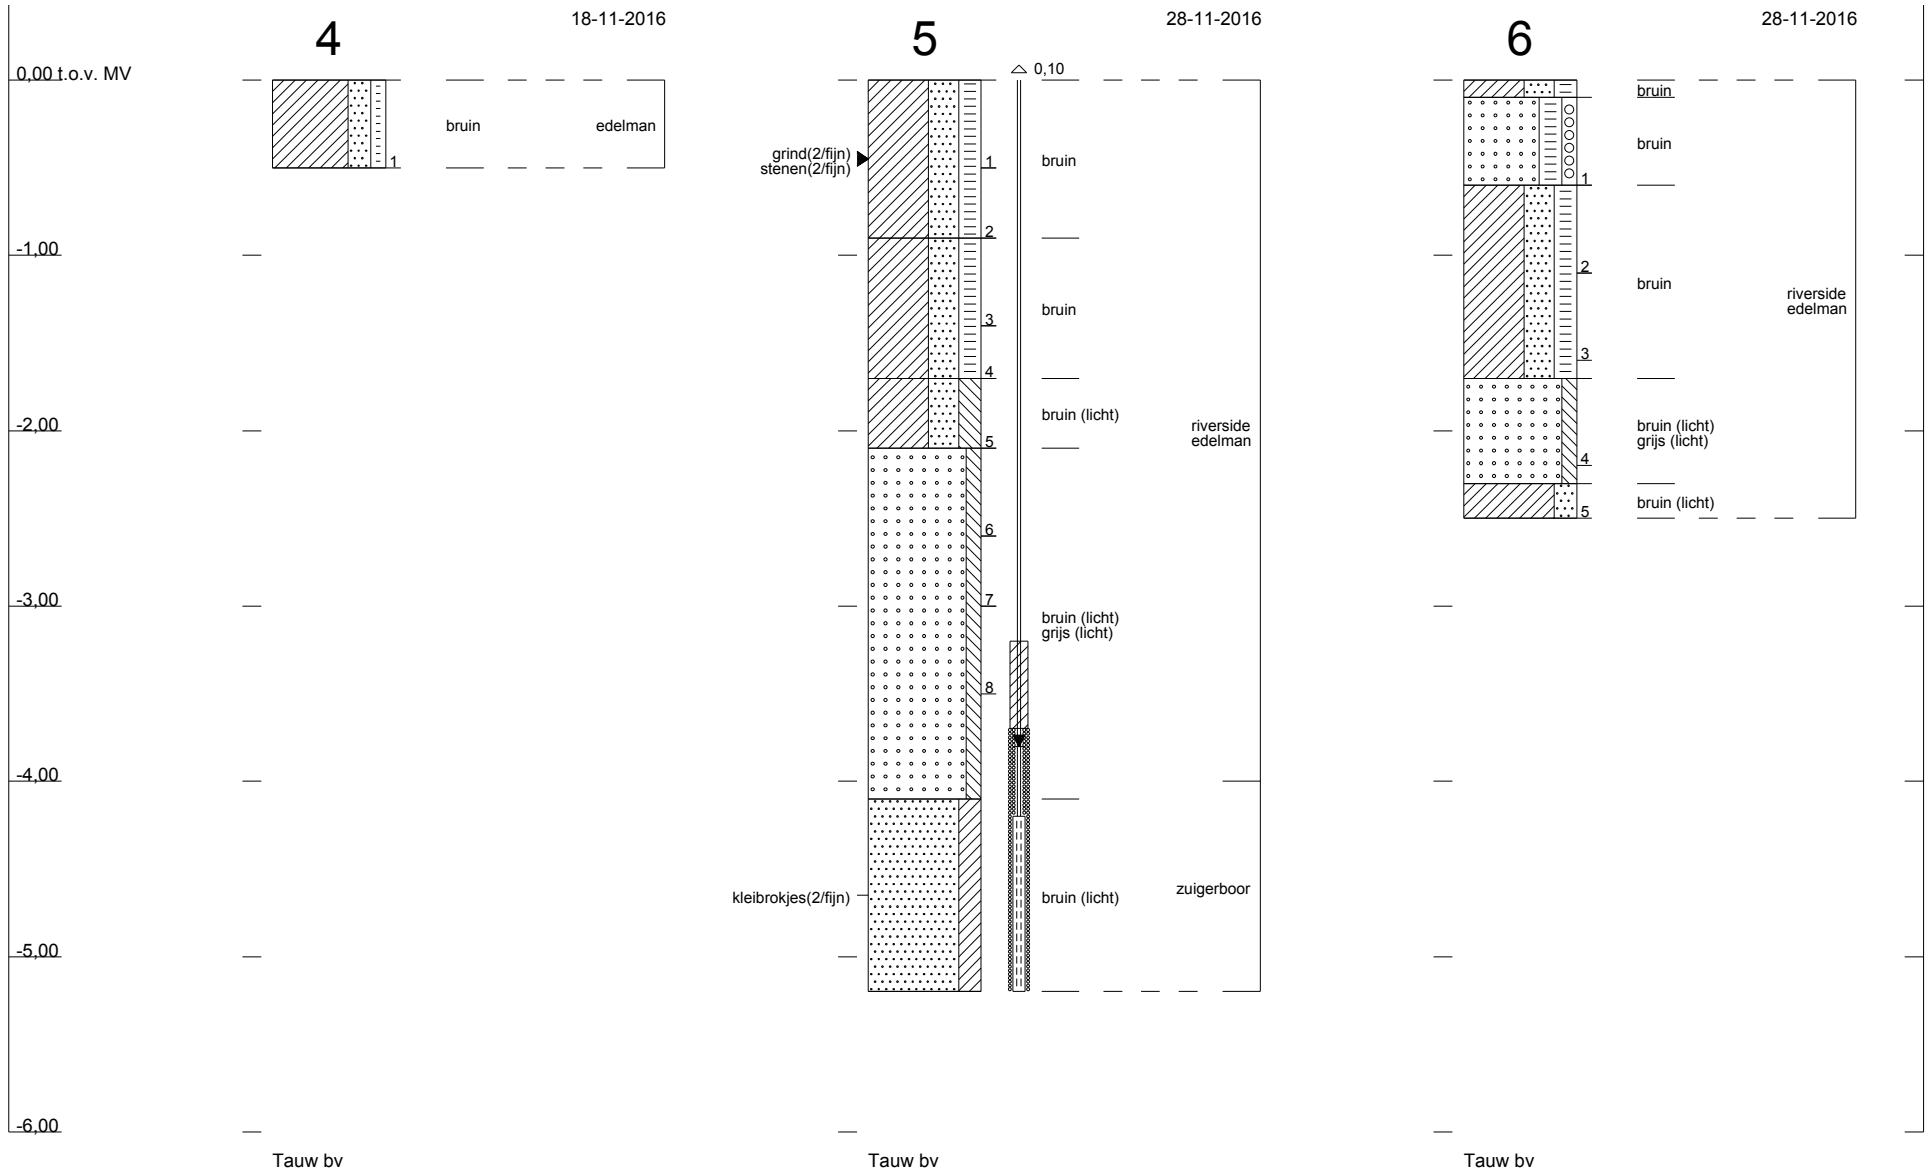 4
18-11-2016
5
28-11-2016
6
28-11-2016
0,00 t.o.v. MV
-1,00
-2,00
-3,00
-4,00
-5,00
-6,00
1
bruin
edelman
Tauw bv
0,10
grind(2/fijn)
stenen(2/fijn)
kleibrokjes(2/fijn)
1
2
3
4
5
6
7
8
bruin
bruin
bruin (licht)
bruin (licht)
grijs (licht)
bruin (licht)
riverside
edelman
zuigerboor
Tauw bv
1
2
3
4
5
bruin
bruin
bruin
bruin (licht)
grijs (licht)
bruin (licht)
riverside
edelman
Tauw bv